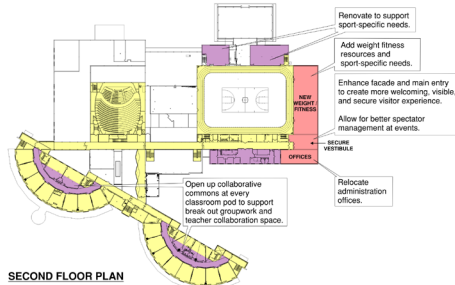 Renovate to support
sport-specific needs.
Add weight fitness
resources and
sport-specific needs.
Enhance facade and main entry
to create more welcoming, visible,
and secure visitor experience.
Allow for better spectator
management at events.
NEW
WEIGHT /
FITNESS
SECURE
VESTIBULE
OFFICES
Relocate
administration
offices.
Open up collaborative
commons at every
classroom pod to support
break out groupwork and
teacher collaboration space.
SECOND FLOOR PLAN